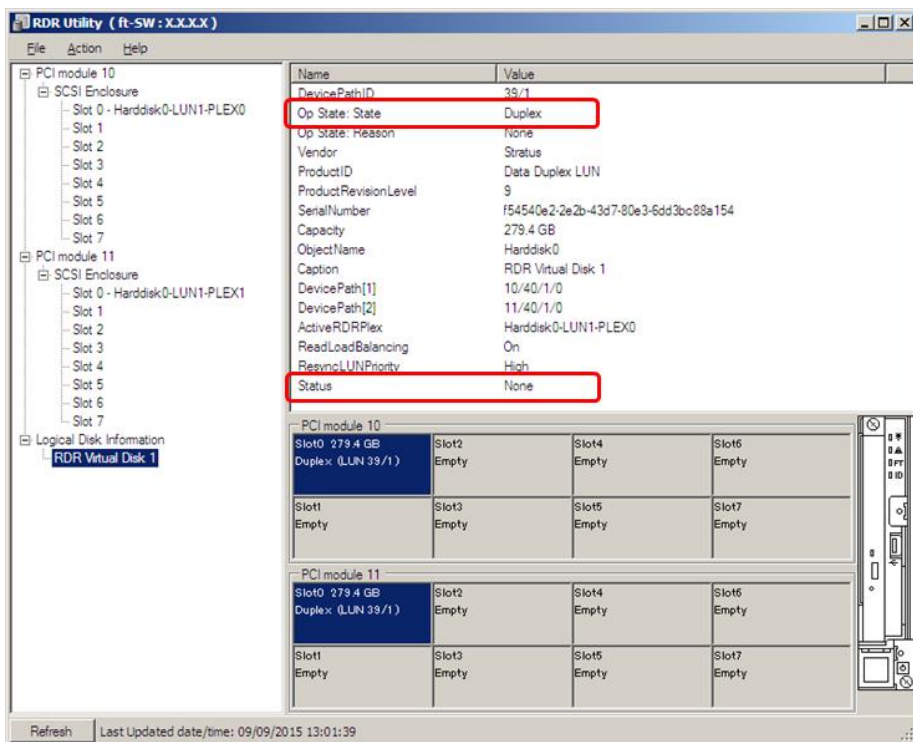 RDR Utility ( ft-SW : X.X.X.X )
File Action Help
PCI module 10
SCSI Enclosure
Slot 0 - Harddisk0-LUN1-PLEX0
Slot 1
Slot 2
Slot 3
Slot 4
Slot 5
Slot 6
Slot 7
PCI module 11
SCSI Enclosure
Slot 0 - Harddisk0-LUN1-PLEX1
Slot 1
Slot 2
Slot 3
Slot 4
Slot 5
Slot 6
Slot 7
Logical Disk Information
RDR Virtual Disk 1
Name Value
DevicePathID 39/1
Op State: State Duplex
Op State: Reason None
Vendor Stratus
ProductID Data Duplex LUN
ProductRevisionLevel 9
SerialNumber f54540e2-2e2b-43d7-80e3-6dd3bc88a154
Capacity 279.4 GB
ObjectName Harddisk0
Caption RDR Virtual Disk 1
DevicePath[1] 10/40/1/0
DevicePath[2] 11/40/1/0
ActiveRDRPlex Harddisk0-LUN1-PLEX0
ReadLoadBalancing On
ResyncLUNPriority High
Status None
PCI module 10
Slot0 279.4 GB Slot2 Slot4 Slot6
Duplex (LUN 39/1) Empty Empty Empty
Slot1 Slot3 Slot5 Slot7
Empty Empty Empty Empty
PCI module 11
Slot0 279.4 GB Slot2 Slot4 Slot6
Duplex (LUN 39/1) Empty Empty Empty
Slot1 Slot3 Slot5 Slot7
Empty Empty Empty Empty
FT
ID
Refresh Last Updated date/time: 09/09/2015 13:01:39